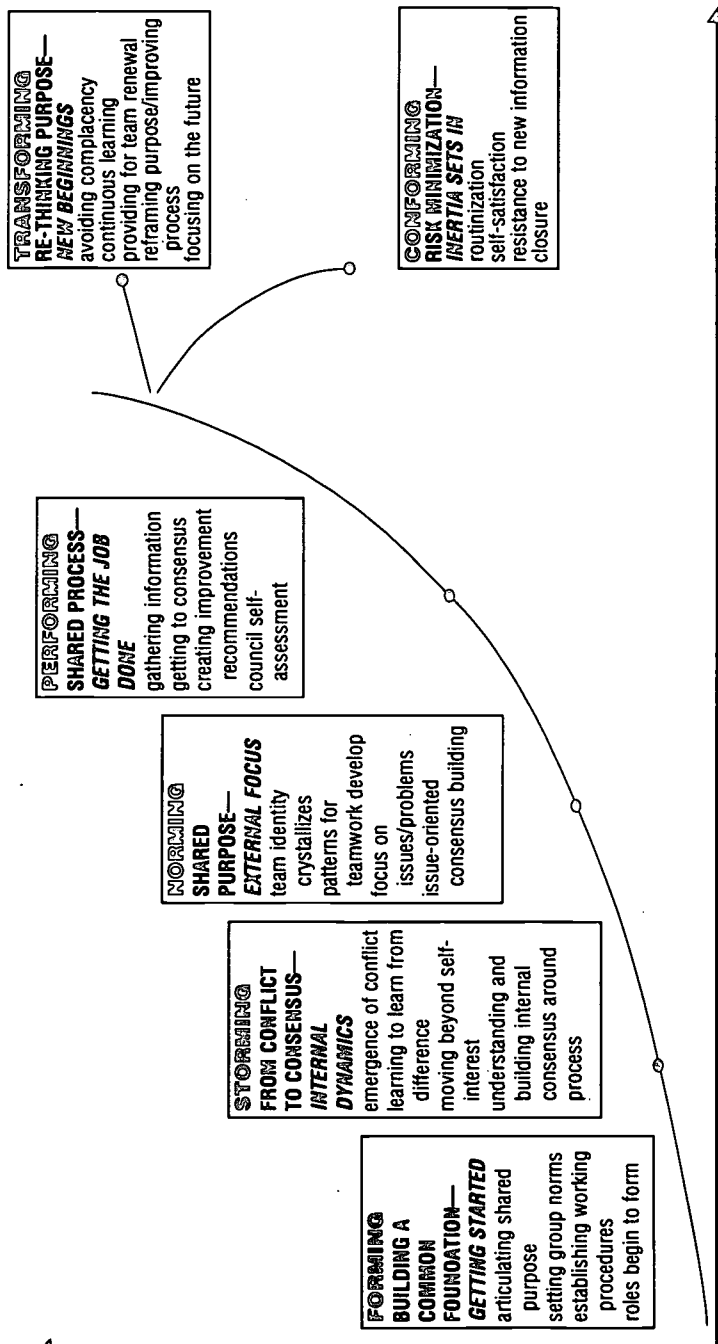 FORMING
BUILDING A
COMMON
FOUNDATION—
GETTING STARTED
articulating shared
purpose
setting group norms
establishing working
procedures
roles begin to form
STORMING
FROM CONFLICT
TO CONSENSUS—
INTERNAL
DYNAMICS
emergence of conflict
learning to learn from
difference
moving beyond self-
interest
understanding and
building internal
consensus around
process
NORMING
SHARED
PURPOSE—
EXTERNAL FOCUS
team identity
crystallizes
patterns for
teamwork develop
focus on
issues/problems
issue-oriented
consensus building
PERFORMING
SHARED PROCESS—
GETTING THE JOB
DONE
gathering information
getting to consensus
creating improvement
recommendations
council self-
assessment
TRANSFORMING
RE-THINKING PURPOSE—
NEW BEGINNINGS
avoiding complacency
continuous learning
providing for team renewal
reframing purpose/improving
process
focusing on the future
CONFORMING
RISK MINIMIZATION—
INERTIA SETS IN
routinization
self-satisfaction
resistance to new information
closure